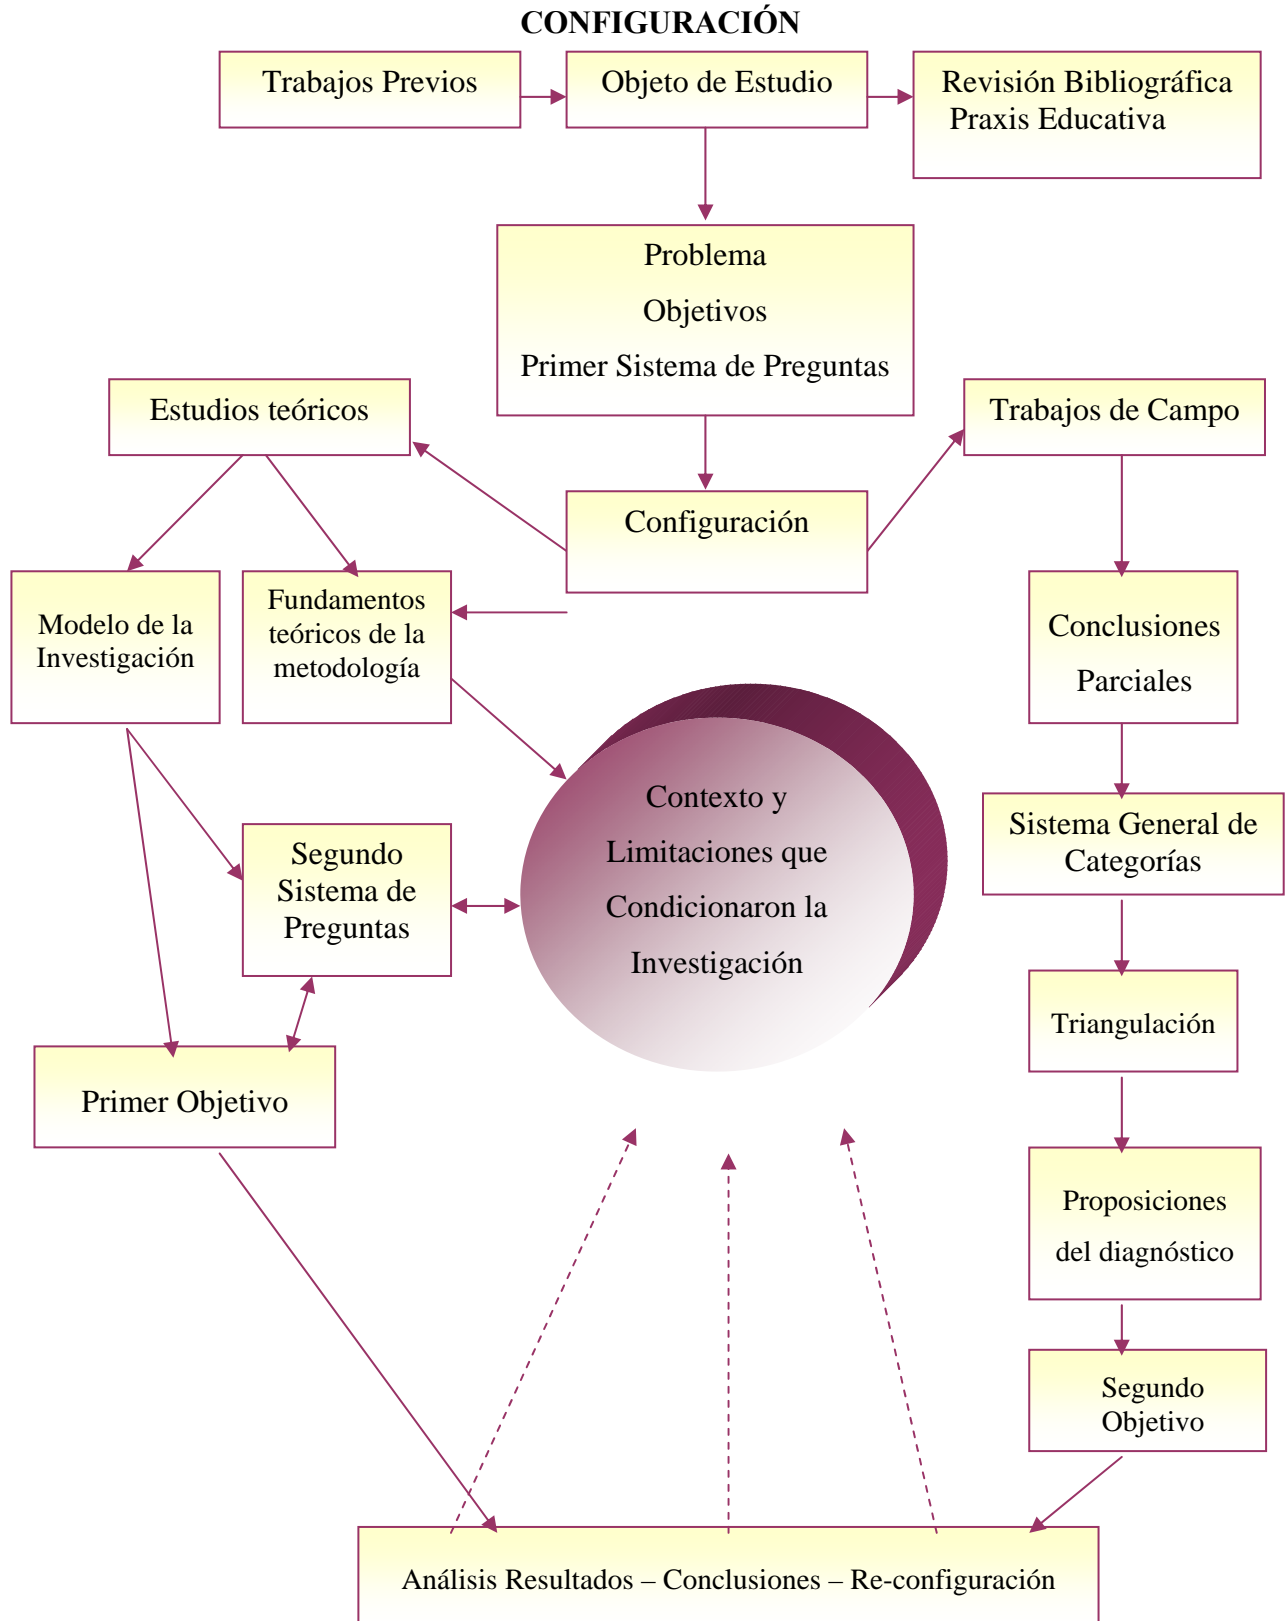 CONFIGURACIÓN
Trabajos Previos
Objeto de Estudio
Revisión Bibliográfica
Praxis Educativa
Problema
Objetivos
Primer Sistema de Preguntas
Estudios teóricos
Trabajos de Campo
Configuración
Modelo de la
Investigación
Fundamentos
teóricos de la
metodología
Conclusiones
Parciales
Contexto y
Limitaciones que
Condicionaron la
Investigación
Segundo
Sistema de
Preguntas
Sistema General de
Categorías
Triangulación
Primer Objetivo
Proposiciones
del diagnóstico
Segundo
Objetivo
Análisis Resultados – Conclusiones – Re-configuración